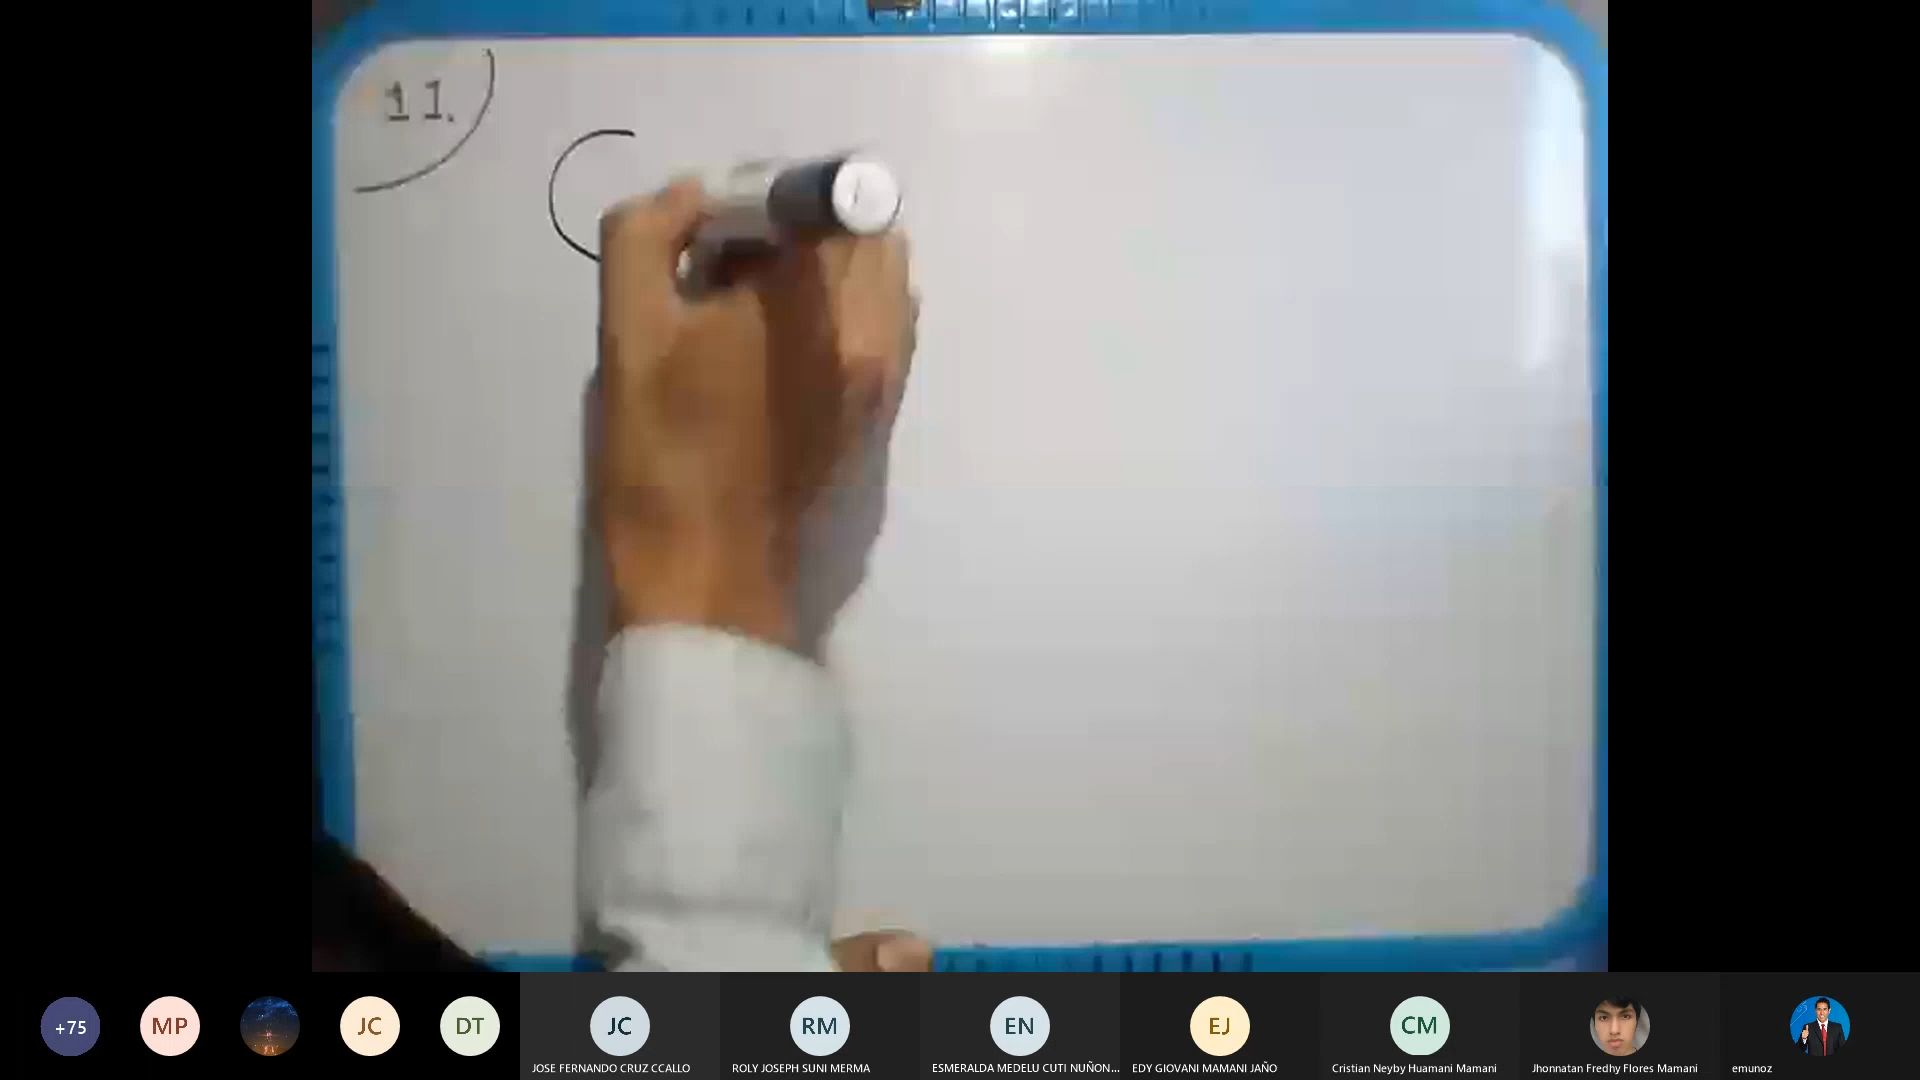 11.
+75
MP
JC
DT
JC
RM
EN
EJ
CM
JOSE FERNANDO CRUZ CCALLO
ROLY JOSEPH SUNI MERMA
ESMERALDA MEDELU CUTI NUÑON...
EDY GIOVANI MAMANI JAÑO
Cristian Neyby Huamani Mamani
Jhonnatan Fredhy Flores Mamani
emunoz